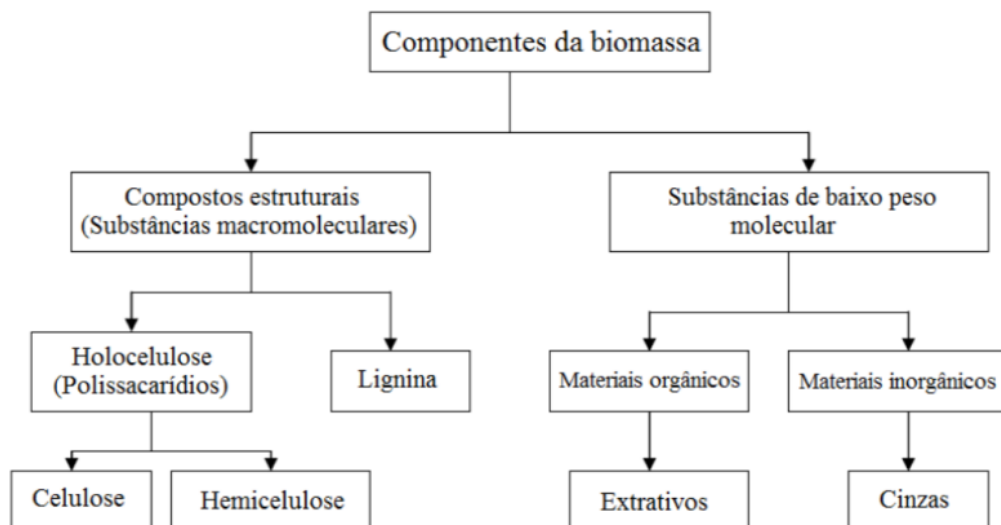 Componentes da biomassa
Compostos estruturais
(Substâncias macromoleculares)
Substâncias de baixo peso
molecular
Holocelulose
(Polissacarídios)
Lignina
Materiais orgânicos
Materiais inorgânicos
Celulose
Hemicelulose
Extrativos
Cinzas